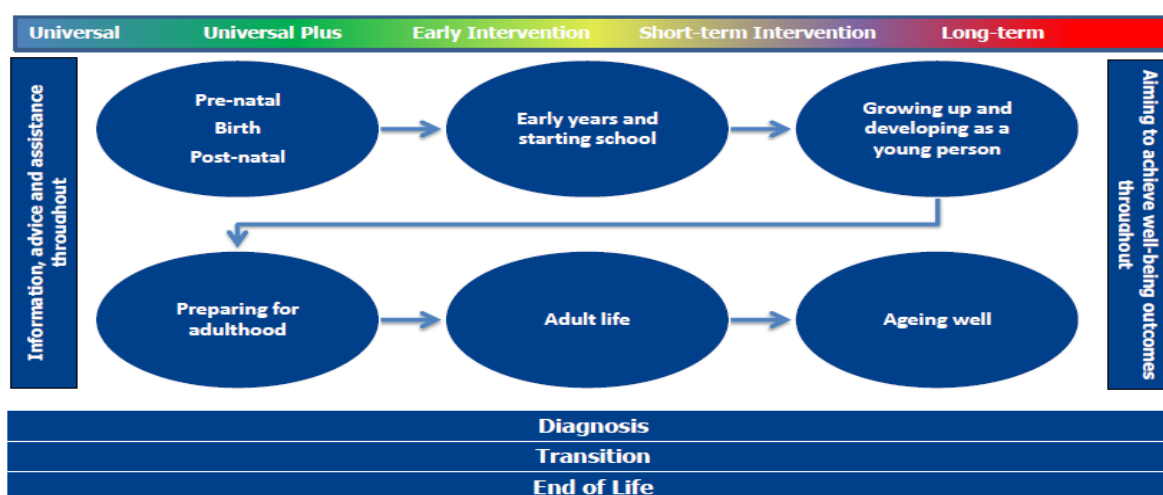 Universal Universal Plus Early Intervention Short-term Intervention Long-term
Information, advice and assistance
throughout
Pre-natal
Birth
Post-natal
Early years and
starting school
Growing up and
developing as a
young person
Aiming to achieve well-being outcomes
throughout
Preparing for
adulthood
Adult life
Ageing well
Diagnosis
Transition
End of Life